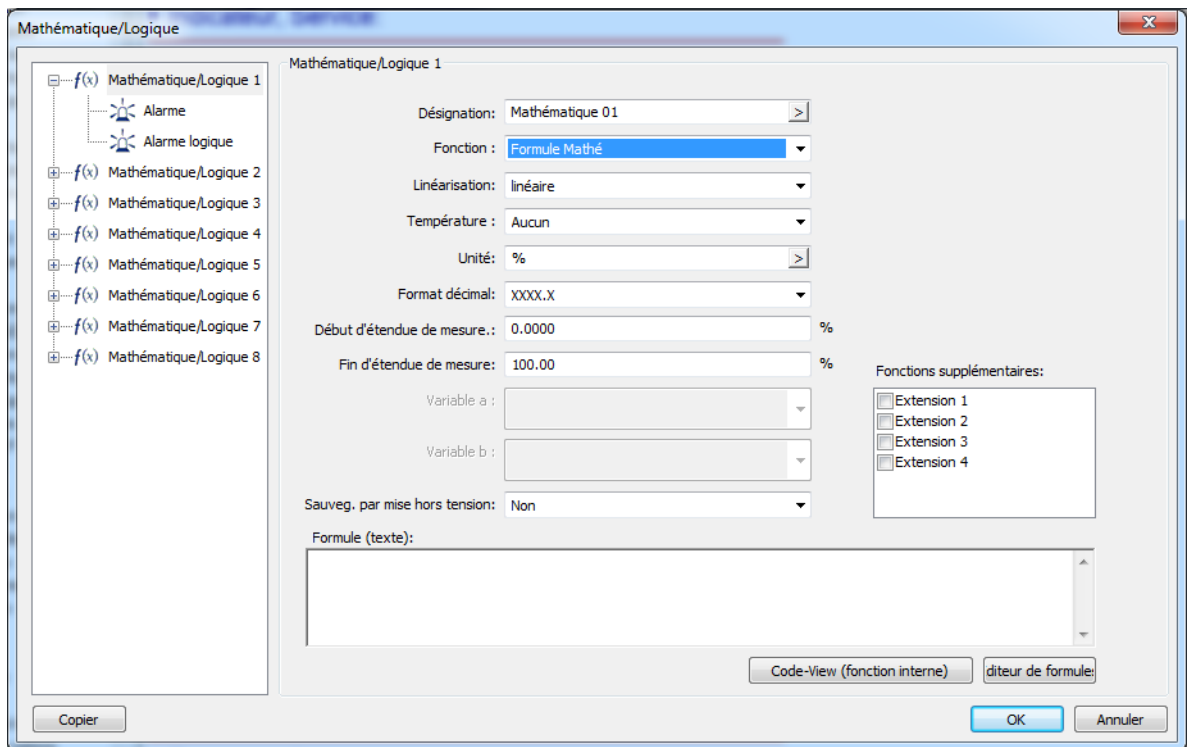 Mathématique/Logique
Mathématique/Logique 1
Alarme
Alarme logique
Mathématique/Logique 2
Mathématique/Logique 3
Mathématique/Logique 4
Mathématique/Logique 5
Mathématique/Logique 6
Mathématique/Logique 7
Mathématique/Logique 8
Mathématique/Logique 1
Désignation: Mathématique 01 >
Fonction : Formule Mathé
Linéarisation: linéaire
Température : Aucun
Unité: % >
Format décimal: XXXX.X
Début d'étendue de mesure.: 0.0000 %
Fin d'étendue de mesure: 100.00 %
Variable a :
Variable b :
Sauveg. par mise hors tension: Non
Fonctions supplémentaires:
Extension 1
Extension 2
Extension 3
Extension 4
Formule (texte):
Code-View (fonction interne) diteur de formule:
Copier OK Annuler